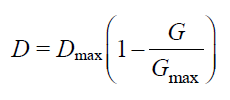 D = D_max (1 − G / G_max)